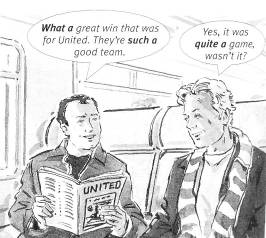 What a great win that was
for United. They're such a
good team.
Yes, it was
quite a game,
wasn't it?
UNITED